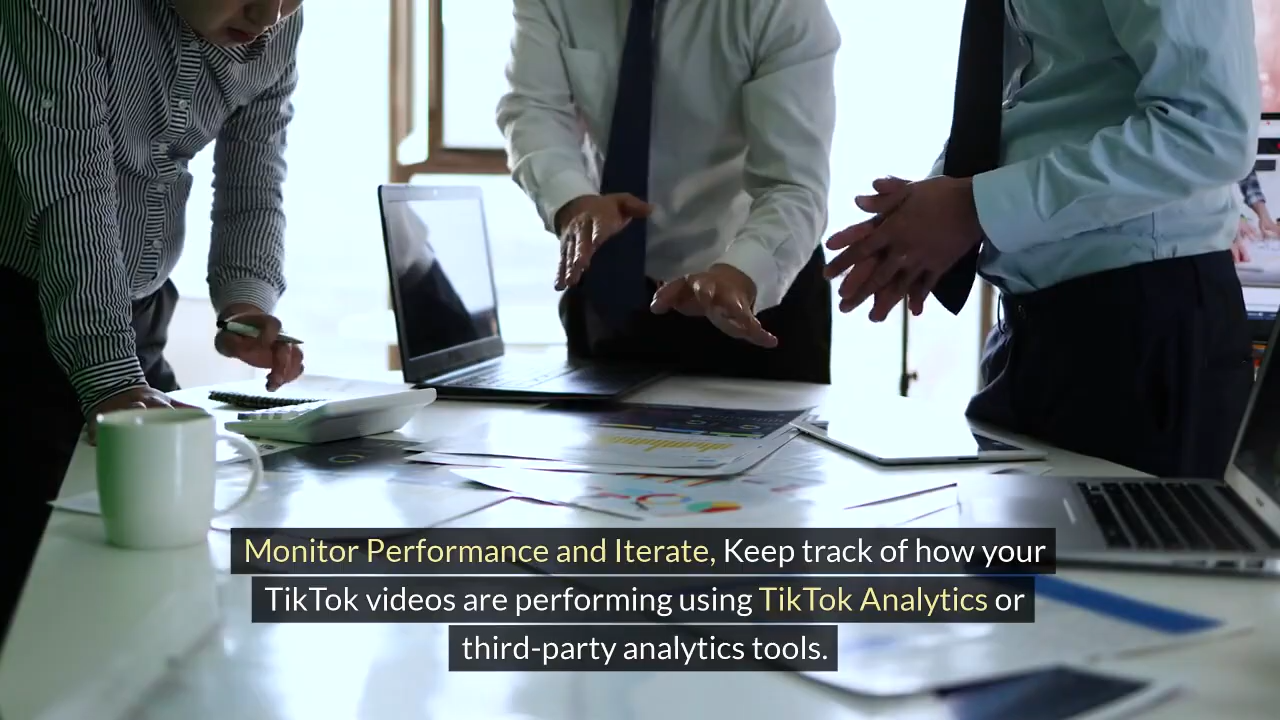 Monitor Performance and Iterate, Keep track of how your
TikTok videos are performing using TikTok Analytics or
third-party analytics tools.